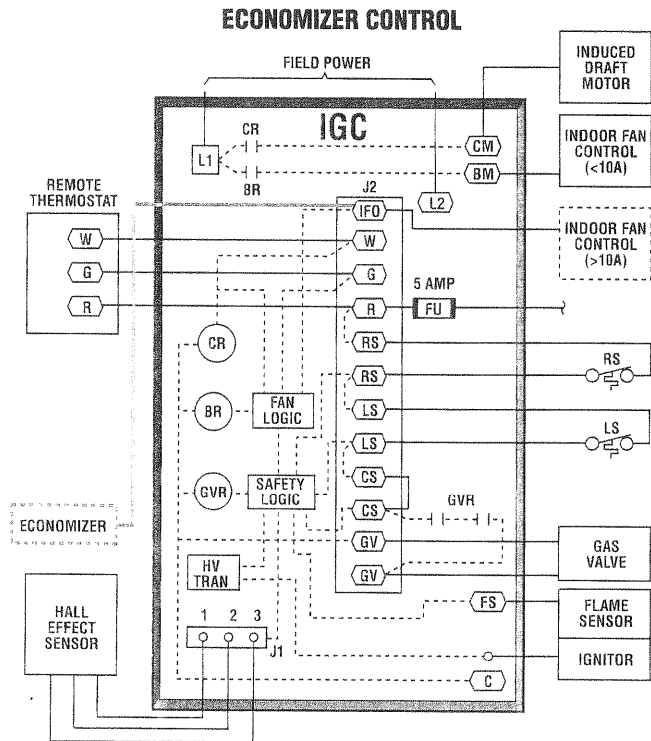 ECONOMIZER CONTROL
FIELD POWER
INDUCED
DRAFT
MOTOR
IGC
CR
L1
CM
BR
BM
INDOOR FAN
CONTROL
(<10A)
REMOTE
THERMOSTAT
J2
L2
IFO
INDOOR FAN
CONTROL
(>10A)
W
W
G
G
5 AMP
R
R
FU
CR
RS
RS
RS
BR
FAN
LOGIC
LS
LS
LS
GVR
SAFETY
LOGIC
CS
GVR
CS
ECONOMIZER
GV
GAS
VALVE
HV
TRAN
GV
HALL
EFFECT
SENSOR
1 2 3
FS
FLAME
SENSOR
J1
IGNITOR
C